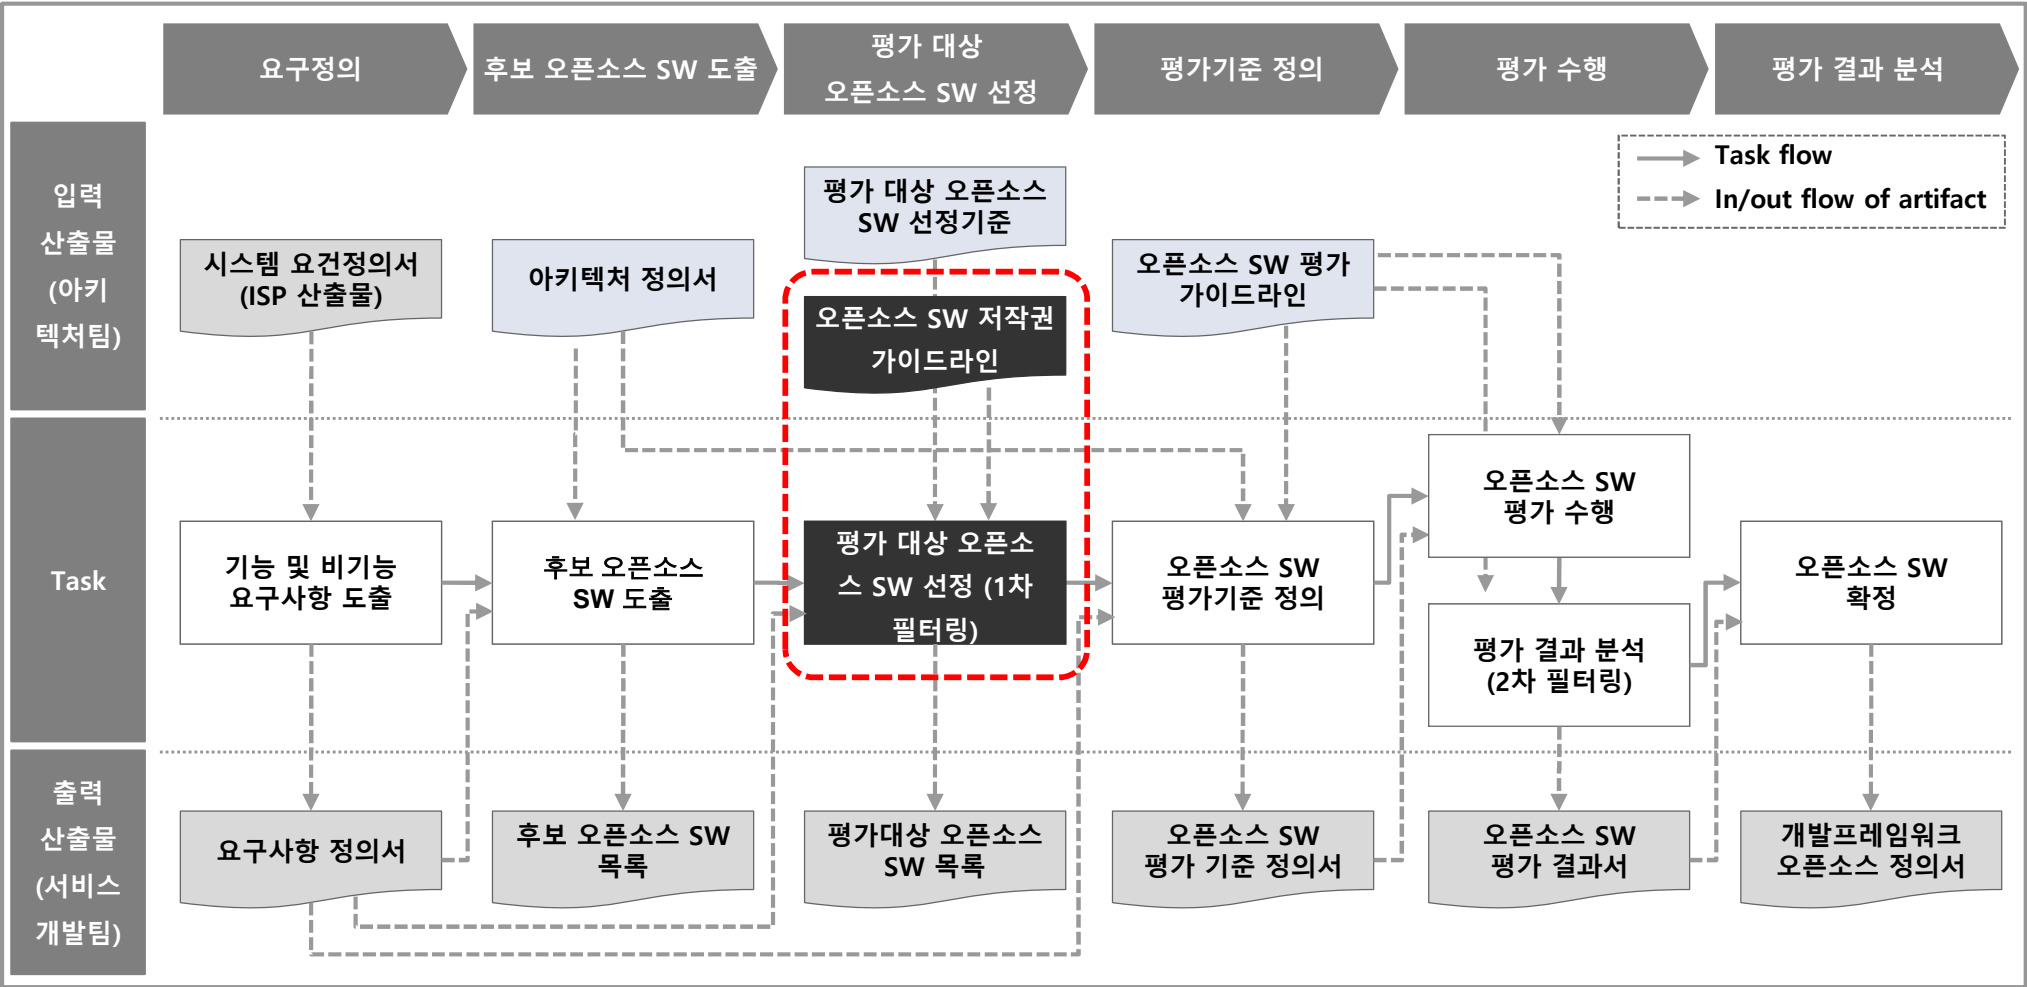 요구정의
후보 오픈소스 SW 도출
평가 대상
오픈소스 SW 선정
평가기준 정의
평가 수행
평가 결과 분석
입력
산출물
(아키
텍처팀)
Task flow
In/out flow of artifact
시스템 요건정의서
(ISP 산출물)
아키텍처 정의서
평가 대상 오픈소스
SW 선정기준
오픈소스 SW 저작권
가이드라인
오픈소스 SW 평가
가이드라인
Task
기능 및 비기능
요구사항 도출
후보 오픈소스
SW 도출
평가 대상 오픈소
스 SW 선정 (1차
필터링)
오픈소스 SW
평가기준 정의
오픈소스 SW
평가 수행
평가 결과 분석
(2차 필터링)
오픈소스 SW
확정
출력
산출물
(서비스
개발팀)
요구사항 정의서
후보 오픈소스 SW
목록
평가대상 오픈소스
SW 목록
오픈소스 SW
평가 기준 정의서
오픈소스 SW
평가 결과서
개발프레임워크
오픈소스 정의서